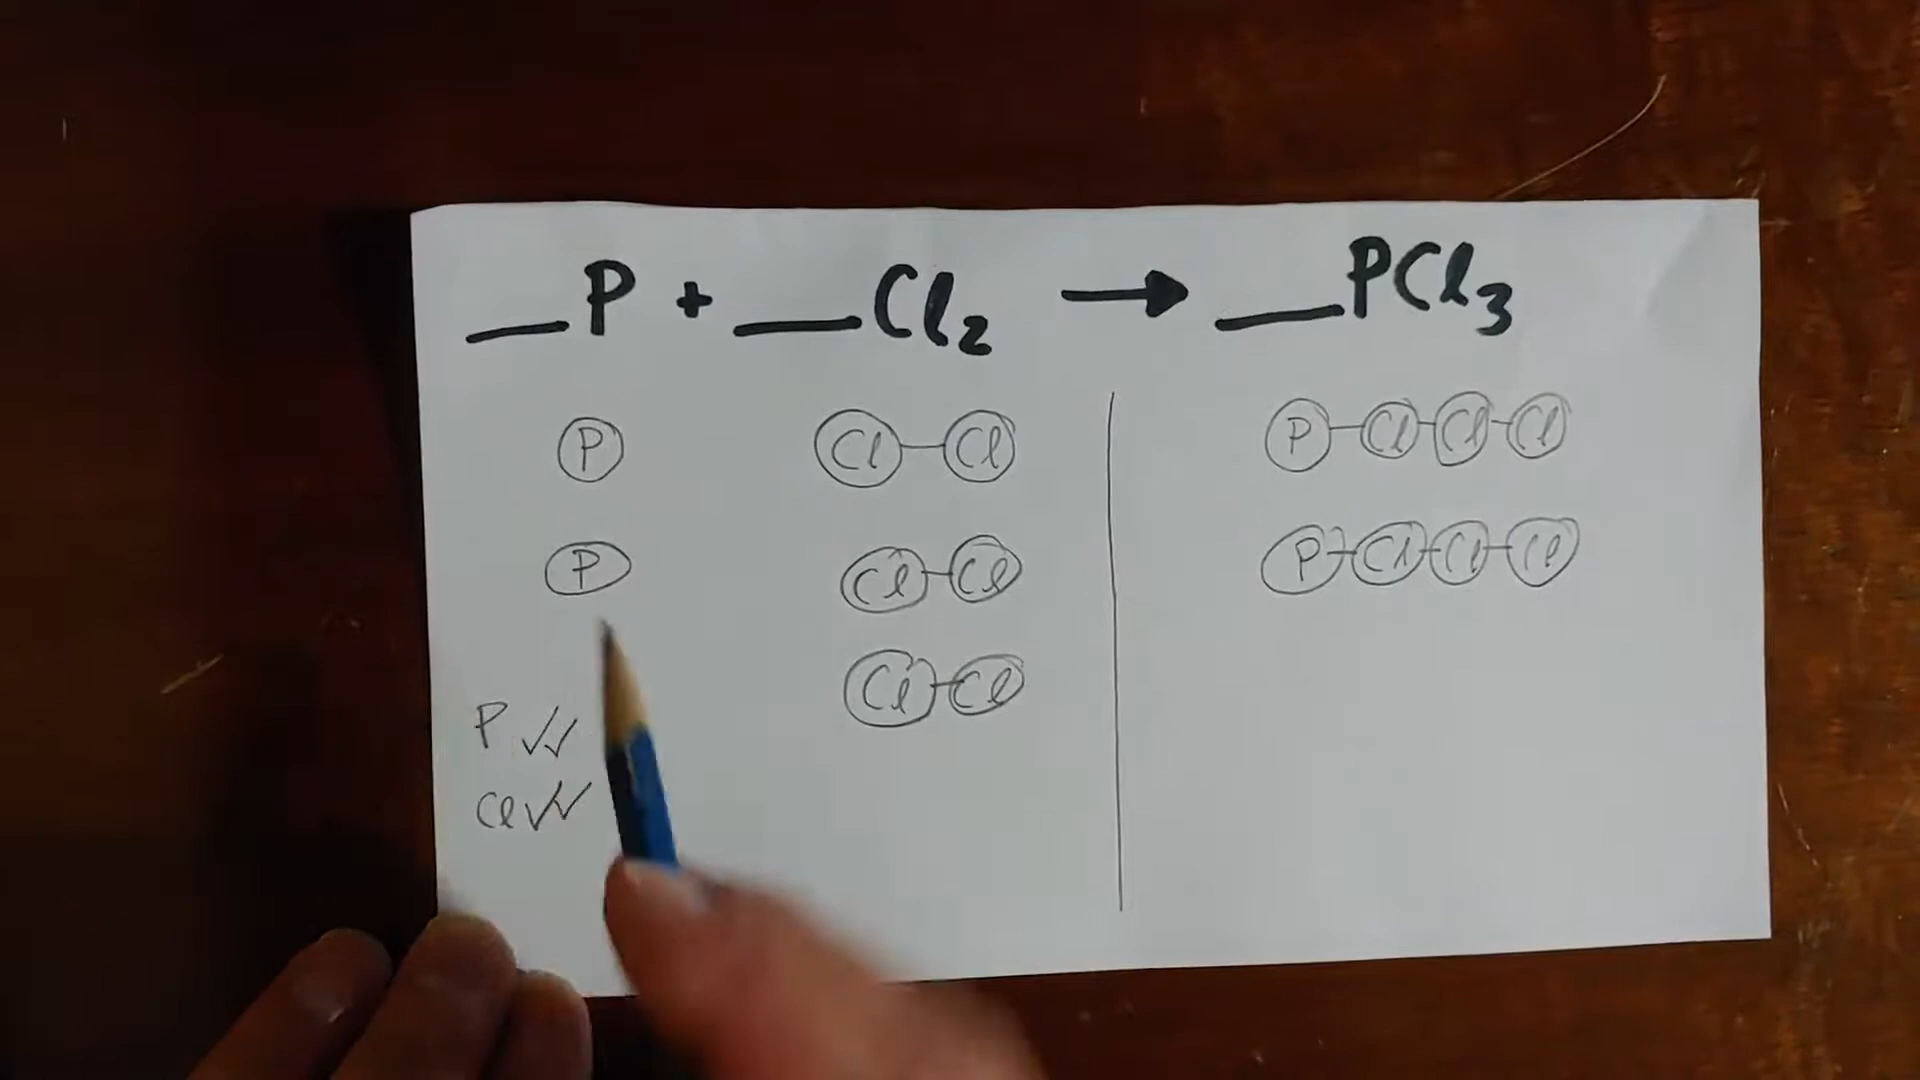 __P + __Cl₂ → __PCl₃
P Cl-Cl P-Cl-Cl-Cl
P Cl-Cl P-Cl-Cl-Cl
Cl-Cl
P ✓✓
Cl ✓✓